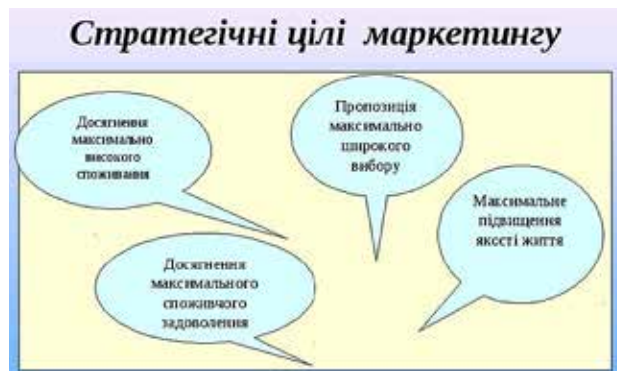 Стратегічні цілі маркетингу
Досягнення
максимально
високого
споживання
Пропозиція
максимально
широкого
вибору
Максимальне
підвищення
якості життя
Досягнення
максимального
споживчого
задоволення